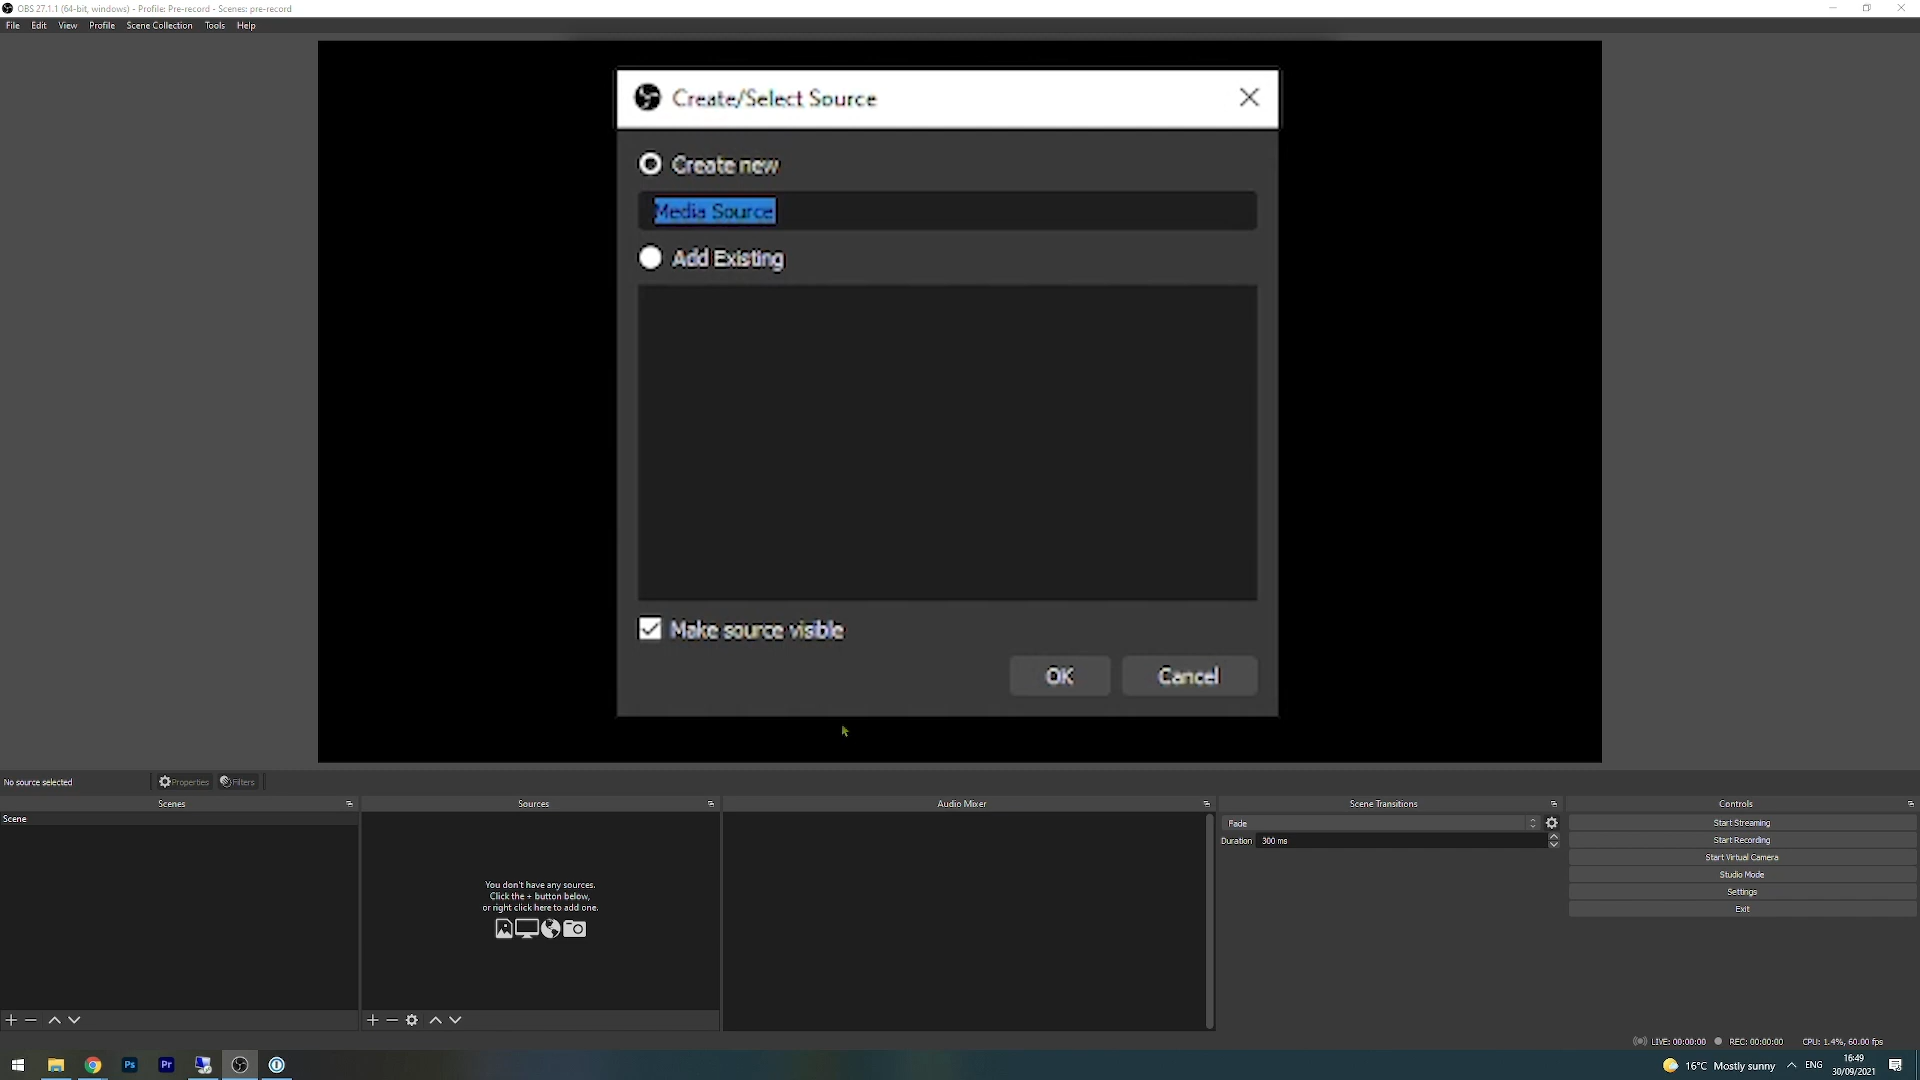 OBS 27.1.1 (64-bit, windows) - Profile: Pre-record - Scenes: pre-record
File Edit View Profile Scene Collection Tools Help
Create/Select Source
Create new
Media Source
Add Existing
Make source visible
OK Cancel
No source selected Properties Filters
Scenes Sources Audio Mixer Scene Transitions Controls
Scene
You don't have any sources.
Click the + button below,
or right click here to add one.
Fade
Duration 300 ms
Start Streaming
Start Recording
Start Virtual Camera
Studio Mode
Settings
Exit
LIVE: 00:00:00 REC: 00:00:00 CPU: 1.4%, 60.00 fps
Ps Pr
16°C Mostly sunny ENG
16:49
30/09/2021